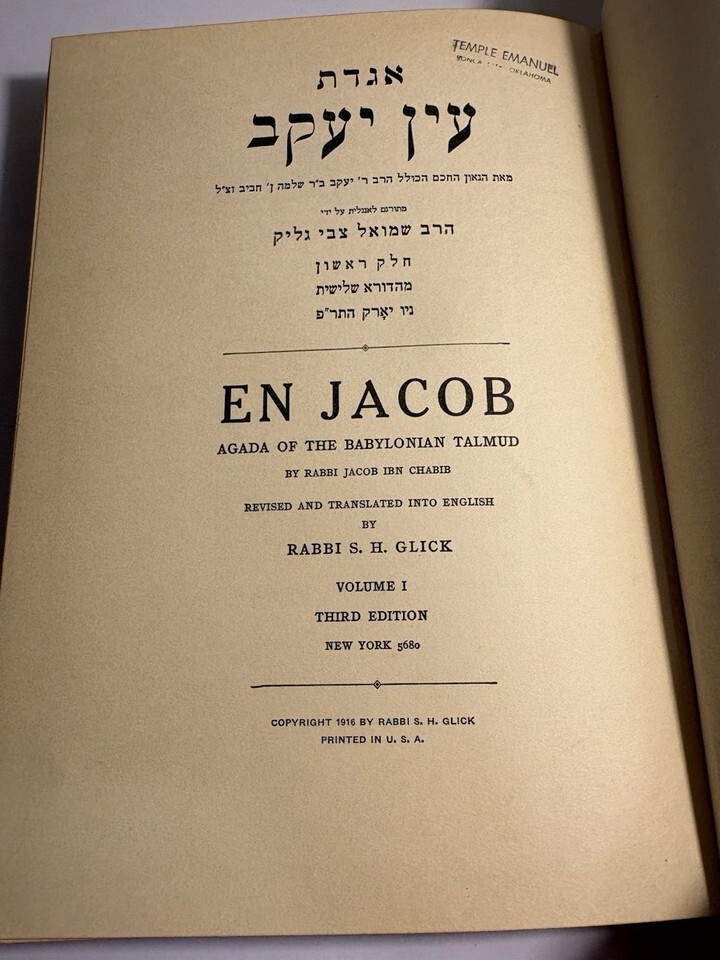 TEMPLE EMANUEL
OKLAHOMA
אגדת
עין יעקב
מאת הגאון החכם הכולל הרב ר' יעקב ב"ר שלמה ן' חביב זצ"ל
מתורגם לאנגלית על ידי
הרב שמואל צבי גליק
חלק ראשון
מהדורא שלישית
ניו יאָרק התר"פ
EN JACOB
AGADA OF THE BABYLONIAN TALMUD
BY RABBI JACOB IBN CHABIB
REVISED AND TRANSLATED INTO ENGLISH
BY
RABBI S. H. GLICK
VOLUME I
THIRD EDITION
NEW YORK 5680
COPYRIGHT 1916 BY RABBI S. H. GLICK
PRINTED IN U. S. A.